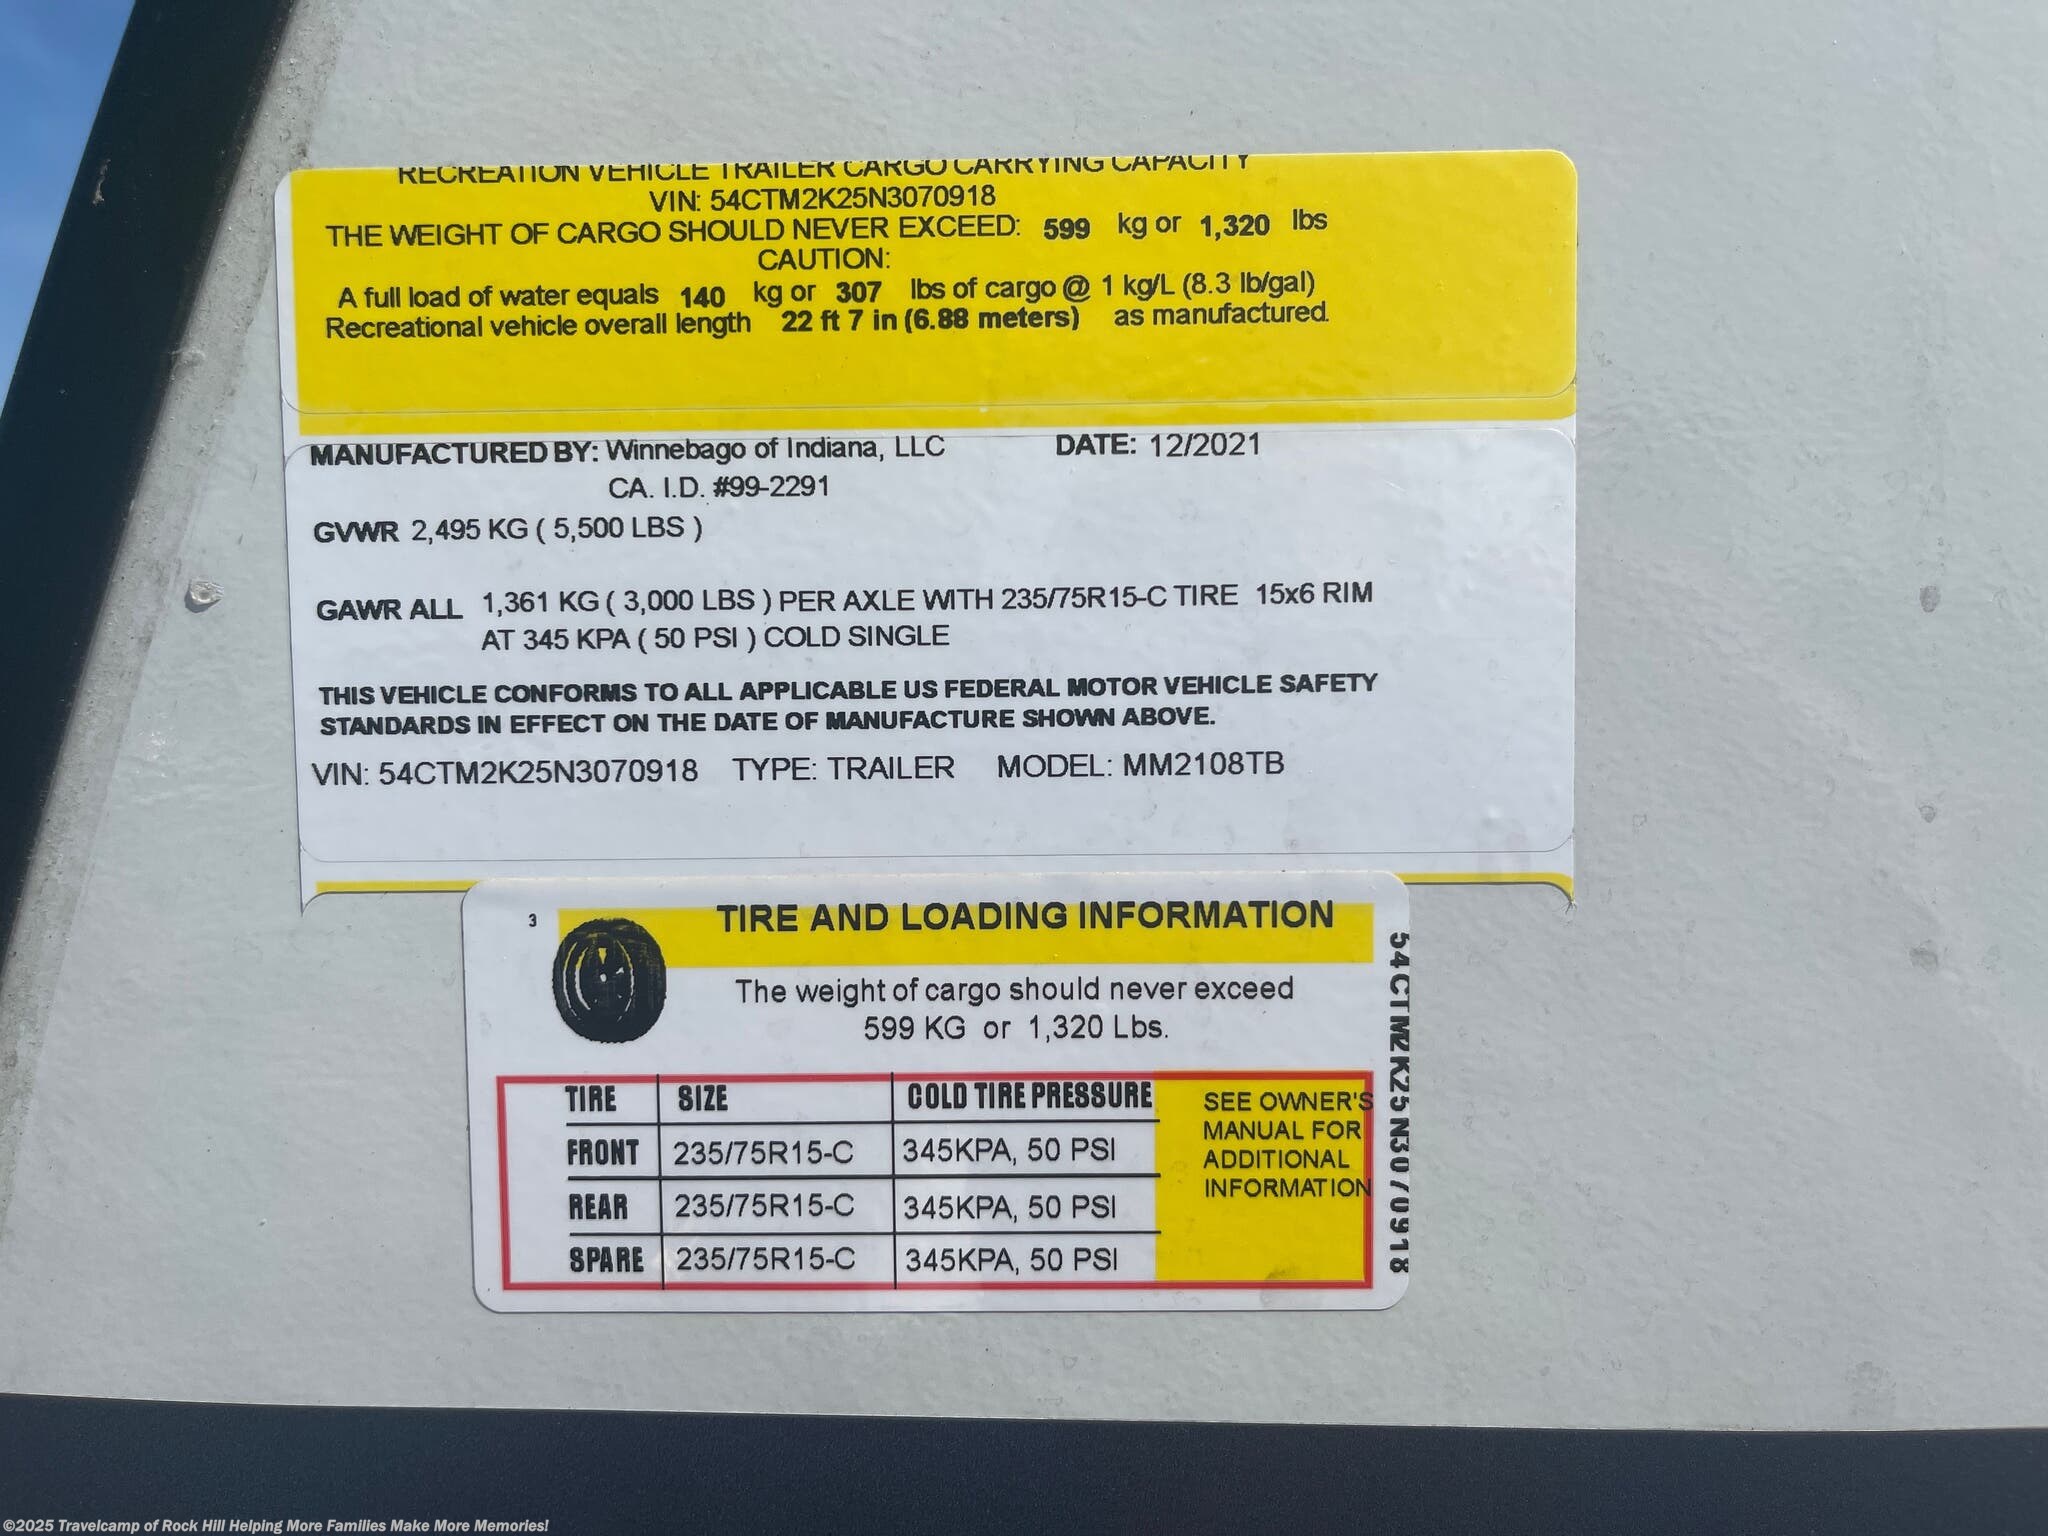 RECREATION VEHICLE TRAILER CARGO CARRYING CAPACITY
VIN: 54CTM2K25N3070918
THE WEIGHT OF CARGO SHOULD NEVER EXCEED: 599 kg or 1,320 lbs
CAUTION:
A full load of water equals 140 kg or 307 lbs of cargo @ 1 kg/L (8.3 lb/gal)
Recreational vehicle overall length 22 ft 7 in (6.88 meters) as manufactured.
MANUFACTURED BY: Winnebago of Indiana, LLC DATE: 12/2021
CA. I.D. #99-2291
GVWR 2,495 KG ( 5,500 LBS )
GAWR ALL 1,361 KG ( 3,000 LBS ) PER AXLE WITH 235/75R15-C TIRE 15x6 RIM
AT 345 KPA ( 50 PSI ) COLD SINGLE
THIS VEHICLE CONFORMS TO ALL APPLICABLE US FEDERAL MOTOR VEHICLE SAFETY
STANDARDS IN EFFECT ON THE DATE OF MANUFACTURE SHOWN ABOVE.
VIN: 54CTM2K25N3070918 TYPE: TRAILER MODEL: MM2108TB
3
TIRE AND LOADING INFORMATION
The weight of cargo should never exceed
599 KG or 1,320 Lbs.
TIRE SIZE COLD TIRE PRESSURE
FRONT 235/75R15-C 345KPA, 50 PSI
REAR 235/75R15-C 345KPA, 50 PSI
SPARE 235/75R15-C 345KPA, 50 PSI
SEE OWNER'S
MANUAL FOR
ADDITIONAL
INFORMATION
54CTM2K25N3070918
©2025 Travelcamp of Rock Hill Helping More Families Make More Memories!